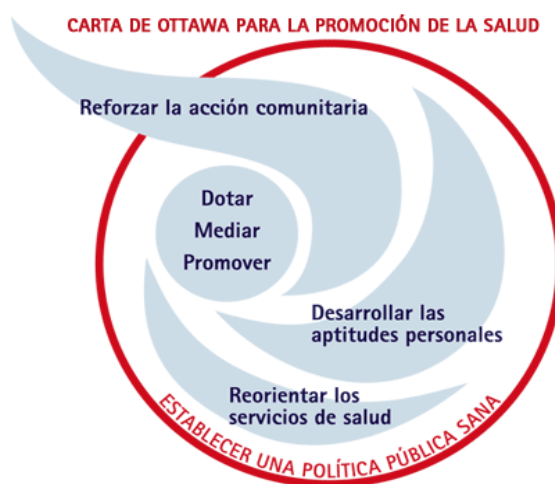 CARTA DE OTTAWA PARA LA PROMOCIÓN DE LA SALUD
Reforzar la acción comunitaria
Dotar
Mediar
Promover
Desarrollar las
aptitudes personales
Reorientar los
servicios de salud
ESTABLECER UNA POLÍTICA PÚBLICA SANA